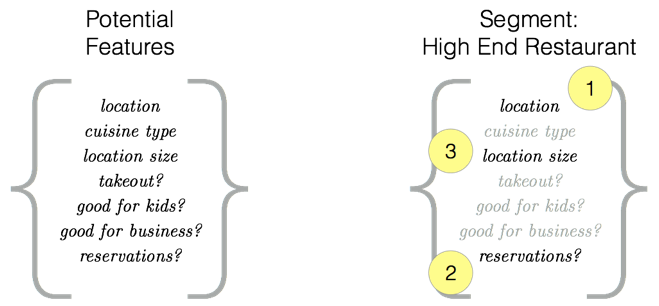 Potential
Features
location
cuisine type
location size
takeout?
good for kids?
good for business?
reservations?
Segment:
High End Restaurant
1
location
cuisine type
3
location size
takeout?
good for kids?
good for business?
reservations?
2